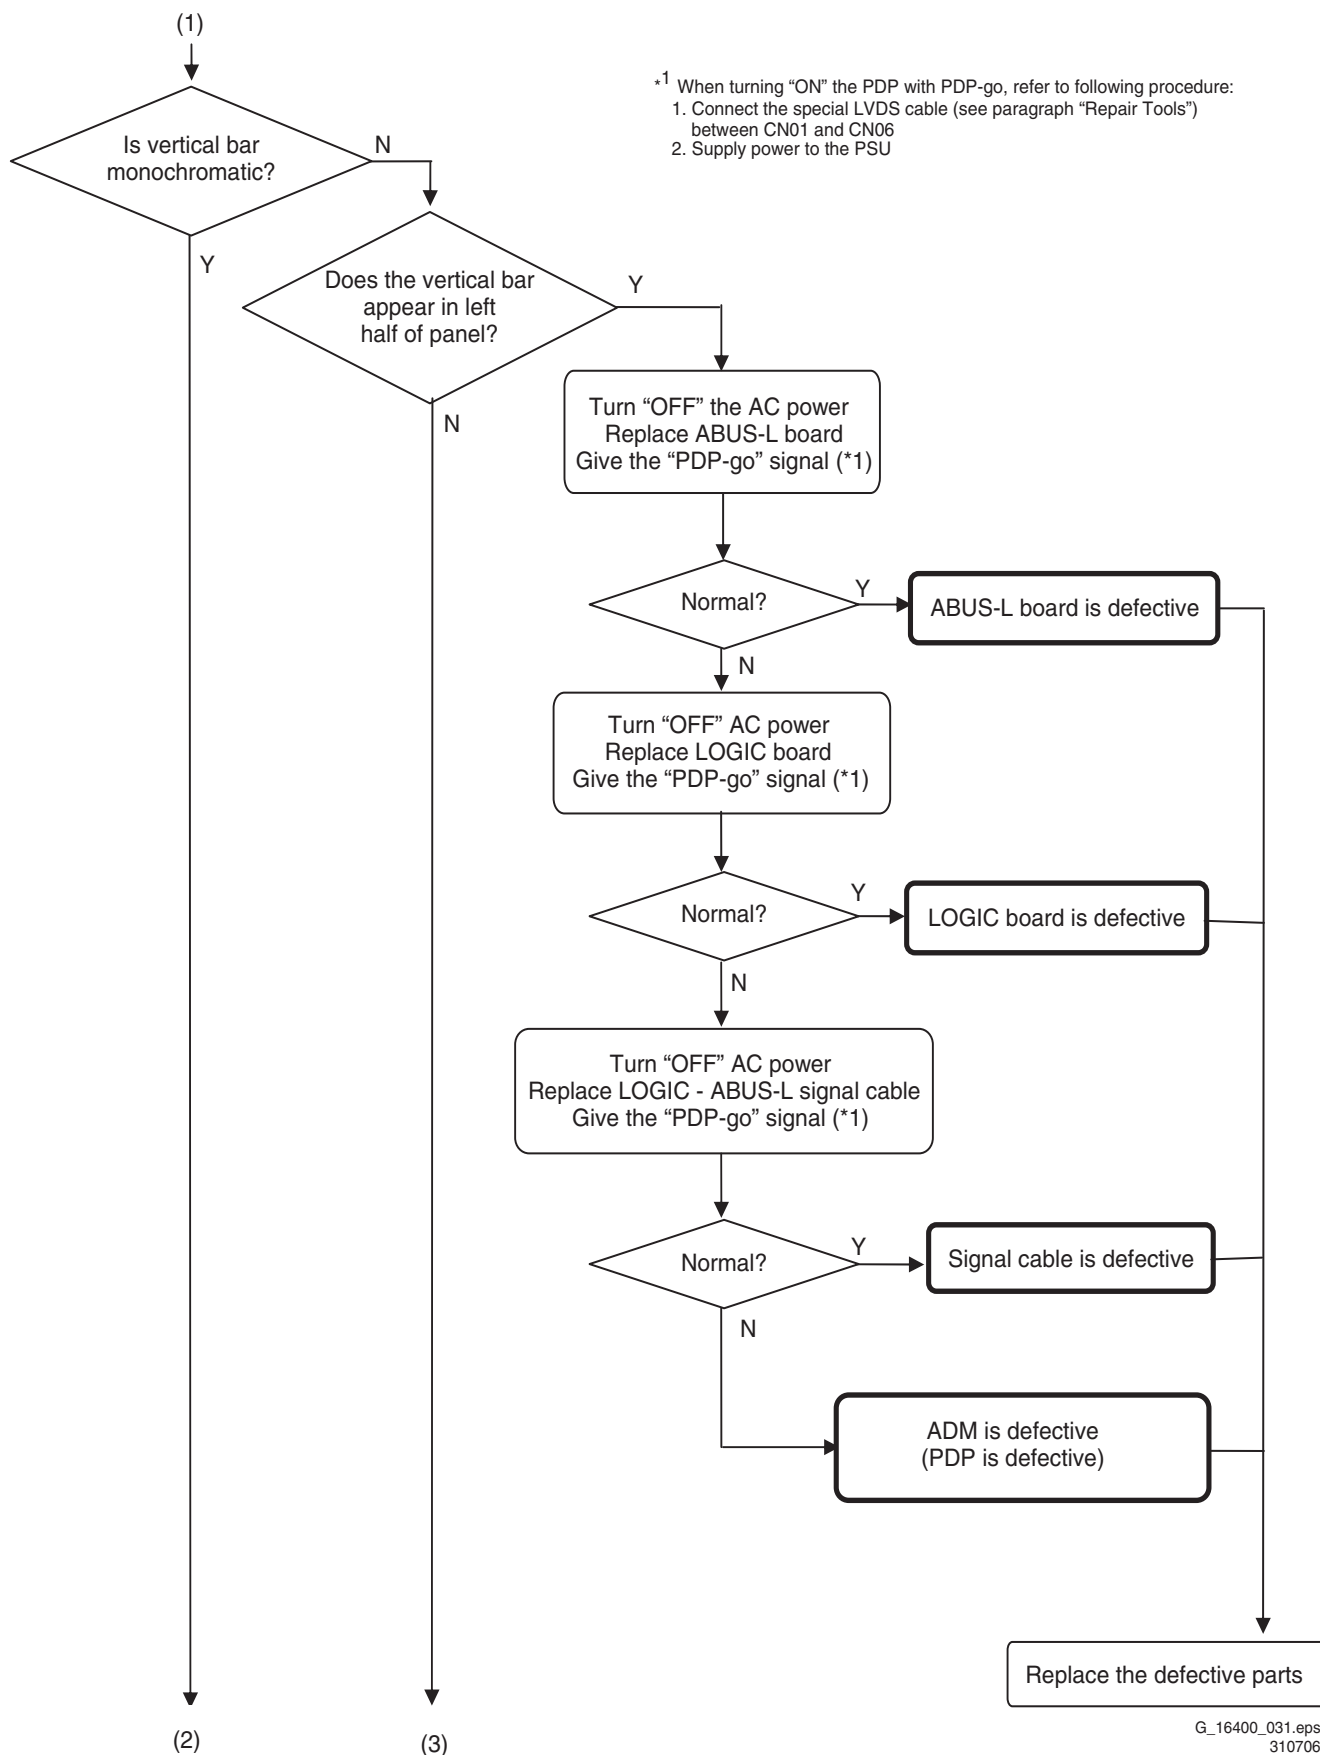 (1)
*1 When turning “ON” the PDP with PDP-go, refer to following procedure:
1. Connect the special LVDS cable (see paragraph “Repair Tools”)
between CN01 and CN06
2. Supply power to the PSU
Is vertical bar
monochromatic?
N
Y
Does the vertical bar
appear in left
half of panel?
Y
N
Turn “OFF” the AC power
Replace ABUS-L board
Give the “PDP-go” signal (*1)
Normal?
Y
ABUS-L board is defective
N
Turn “OFF” AC power
Replace LOGIC board
Give the “PDP-go” signal (*1)
Normal?
Y
LOGIC board is defective
N
Turn “OFF” AC power
Replace LOGIC - ABUS-L signal cable
Give the “PDP-go” signal (*1)
Normal?
Y
Signal cable is defective
N
ADM is defective
(PDP is defective)
Replace the defective parts
(2)
(3)
G_16400_031.eps
310706